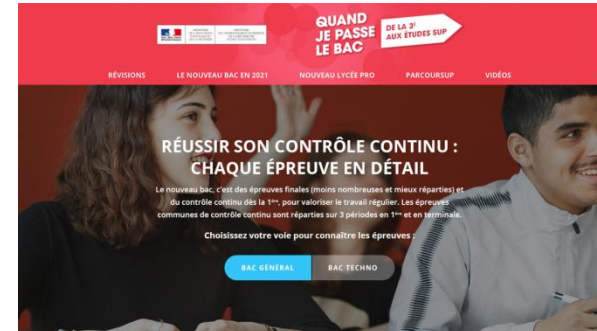 QUAND
JE PASSE
LE BAC
DE LA 3e
AUX ÉTUDES SUP
RÉVISIONS LE NOUVEAU BAC EN 2021 NOUVEAU LYCÉE PRO PARCOURSUP VIDÉOS
RÉUSSIR SON CONTRÔLE CONTINU :
CHAQUE ÉPREUVE EN DÉTAIL
Le nouveau bac, c'est des épreuves finales (moins nombreuses et mieux réparties) et
du contrôle continu dès la 1ère, pour valoriser le travail régulier. Les épreuves
communes de contrôle continu sont réparties sur 3 périodes en 1ère et en terminale.
Choisissez votre voie pour connaître les épreuves :
BAC GÉNÉRAL BAC TECHNO